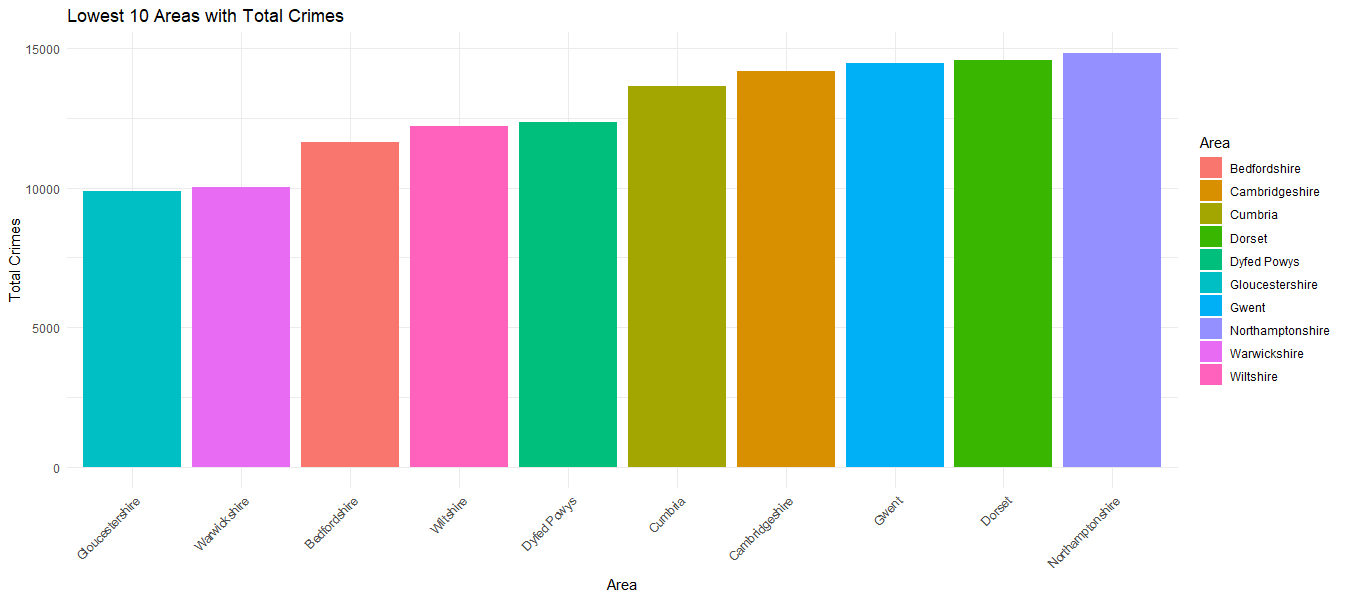 Lowest 10 Areas with Total Crimes
15000
10000
5000
0
Total Crimes
Gloucestershire
Warwickshire
Bedfordshire
Wiltshire
Dyfed Powys
Cumbria
Cambridgeshire
Gwent
Dorset
Northamptonshire
Area
Area
Bedfordshire
Cambridgeshire
Cumbria
Dorset
Dyfed Powys
Gloucestershire
Gwent
Northamptonshire
Warwickshire
Wiltshire